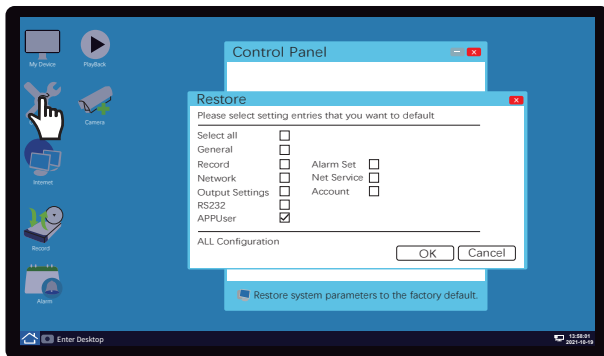 My Device
PlayBack
Camera
Internet
Record
Alarm
Control Panel
Restore
Please select setting entries that you want to default
Select all
General
Record
Alarm Set
Network
Net Service
Output Settings
Account
RS232
APPUser
ALL Configuration
OK
Cancel
Restore system parameters to the factory default.
Enter Desktop
13:58:01
2021-10-19